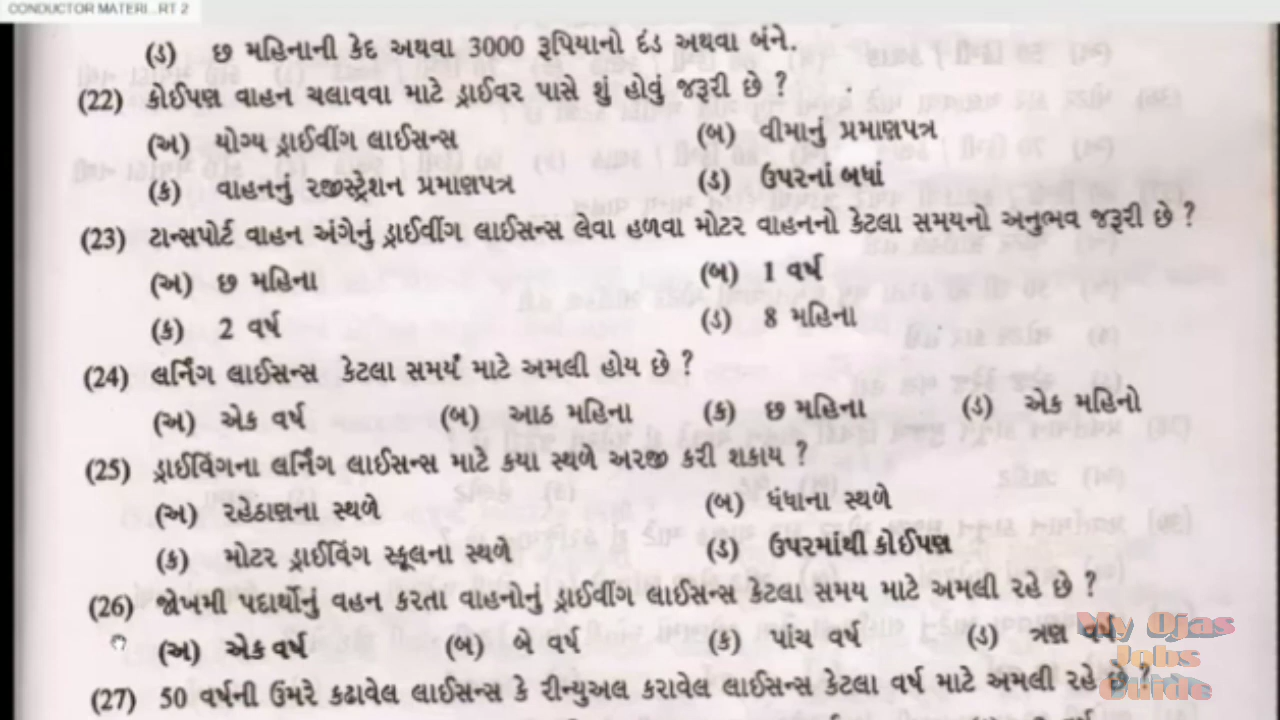 CONDUCTOR MATERI...RT 2
(ડ) છ મહિનાની કેદ અથવા 3000 રૂપિયાનો દંડ અથવા બંને.
(22) કોઈપણ વાહન ચલાવવા માટે ડ્રાઈવર પાસે શું હોવું જરૂરી છે ?
(અ) યોગ્ય ડ્રાઈવીંગ લાઈસન્સ (બ) વીમાનું પ્રમાણપત્ર
(ક) વાહનનું રજીસ્ટ્રેશન પ્રમાણપત્ર (ડ) ઉપરનાં બધાં
(23) ટાન્સપોર્ટ વાહન અંગેનું ડ્રાઈવીંગ લાઈસન્સ લેવા હળવા મોટર વાહનનો કેટલા સમયનો અનુભવ જરૂરી છે ?
(અ) છ મહિના (બ) 1 વર્ષ
(ક) 2 વર્ષ (ડ) 8 મહિના
(24) લર્નિંગ લાઈસન્સ કેટલા સમય માટે અમલી હોય છે ?
(અ) એક વર્ષ (બ) આઠ મહિના (ક) છ મહિના (ડ) એક મહિનો
(25) ડ્રાઈવિંગના લર્નિંગ લાઈસન્સ માટે કયા સ્થળે અરજી કરી શકાય ?
(અ) રહેઠાણના સ્થળે (બ) ધંધાના સ્થળે
(ક) મોટર ડ્રાઈવિંગ સ્કૂલના સ્થળે (ડ) ઉપરમાંથી કોઈપણ
(26) જોખમી પદાર્થોનું વહન કરતા વાહનોનું ડ્રાઈવીંગ લાઈસન્સ કેટલા સમય માટે અમલી રહે છે ?
(અ) એક વર્ષ (બ) બે વર્ષ (ક) પાંચ વર્ષ (ડ) ત્રણ વર્ષ
(27) 50 વર્ષની ઉંમરે કઢાવેલ લાઈસન્સ કે રીન્યુઅલ કરાવેલ લાઈસન્સ કેટલા વર્ષ માટે અમલી રહે છે ?
My Ojas
Jobs
Guide